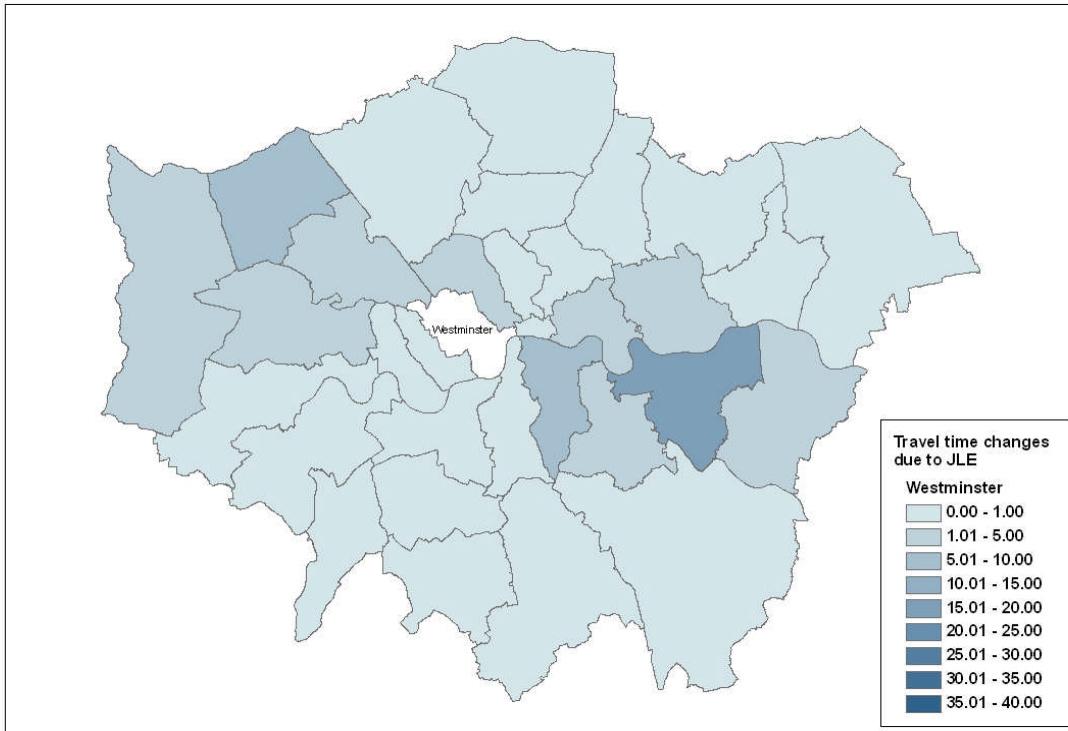 Westminster
Travel time changes
due to JLE
Westminster
0.00 - 1.00
1.01 - 5.00
5.01 - 10.00
10.01 - 15.00
15.01 - 20.00
20.01 - 25.00
25.01 - 30.00
30.01 - 35.00
35.01 - 40.00